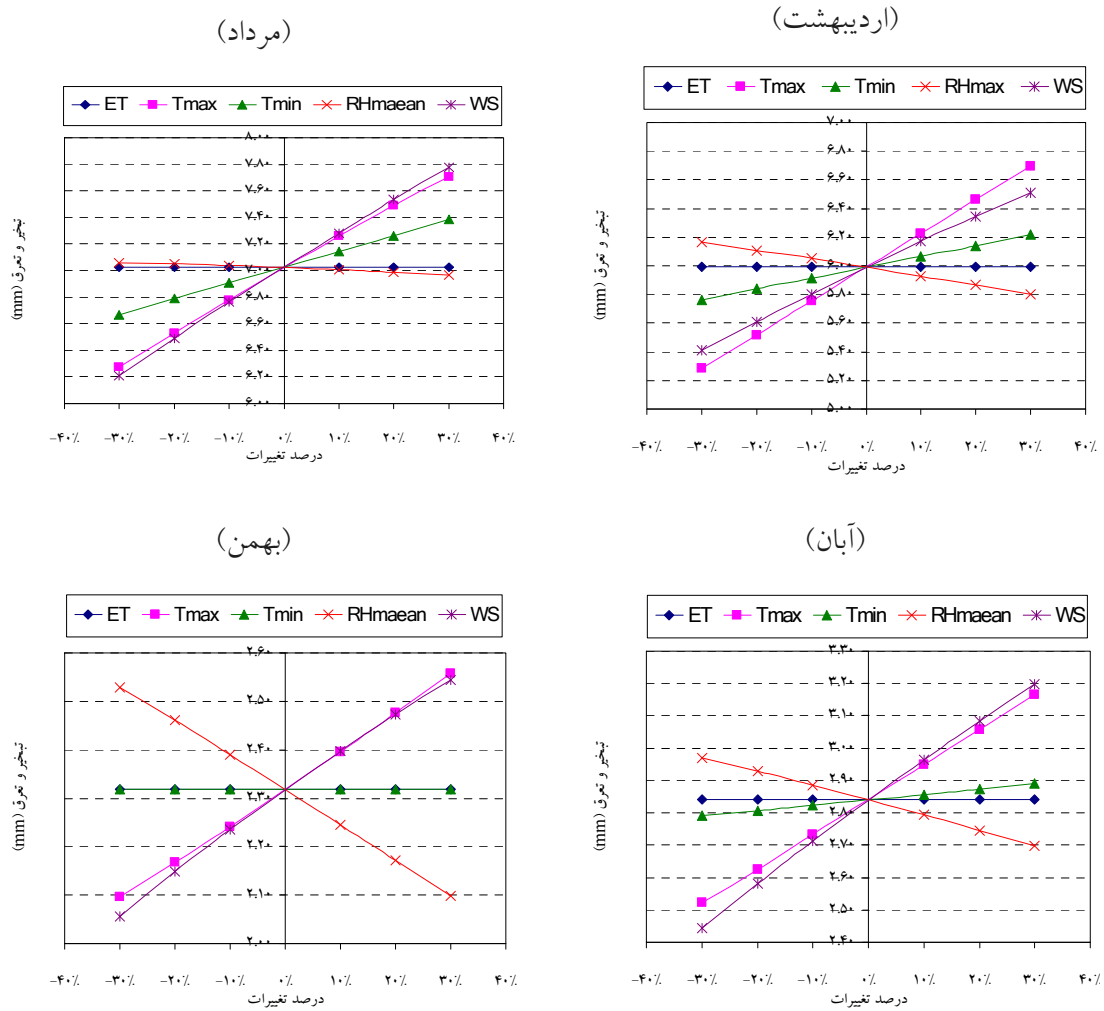 (مرداد)
ET Tmax Tmin RHmaean WS
۸.۰۰
۷.۸۰
۷.۶۰
۷.۴۰
۷.۲۰
۷.۰۰
۶.۸۰
۶.۶۰
۶.۴۰
۶.۲۰
۶.۰۰
تبخیر و تعرق (mm)
-۴۰٪ -۳۰٪ -۲۰٪ -۱۰٪ ۰٪ ۱۰٪ ۲۰٪ ۳۰٪ ۴۰٪
درصد تغییرات
(اردیبهشت)
ET Tmax Tmin RHmax WS
۷.۰۰
۶.۸۰
۶.۶۰
۶.۴۰
۶.۲۰
۶.۰۰
۵.۸۰
۵.۶۰
۵.۴۰
۵.۲۰
۵.۰۰
تبخیر و تعرق (mm)
-۴۰٪ -۳۰٪ -۲۰٪ -۱۰٪ ۰٪ ۱۰٪ ۲۰٪ ۳۰٪ ۴۰٪
درصد تغییرات
(بهمن)
ET Tmax Tmin RHmaean WS
۲.۶۰
۲.۵۰
۲.۴۰
۲.۳۰
۲.۲۰
۲.۱۰
۲.۰۰
تبخیر و تعرق (mm)
-۴۰٪ -۳۰٪ -۲۰٪ -۱۰٪ ۰٪ ۱۰٪ ۲۰٪ ۳۰٪ ۴۰٪
درصد تغییرات
(آبان)
ET Tmax Tmin RHmaean WS
۳.۳۰
۳.۲۰
۳.۱۰
۳.۰۰
۲.۹۰
۲.۸۰
۲.۷۰
۲.۶۰
۲.۵۰
۲.۴۰
تبخیر و تعرق (mm)
-۴۰٪ -۳۰٪ -۲۰٪ -۱۰٪ ۰٪ ۱۰٪ ۲۰٪ ۳۰٪ ۴۰٪
درصد تغییرات